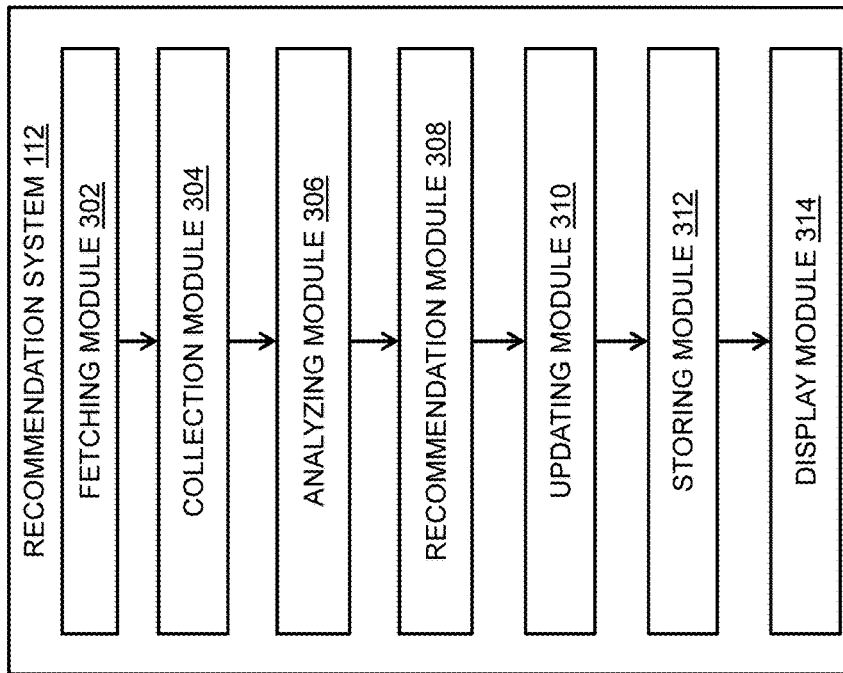 RECOMMENDATION SYSTEM 112
FETCHING MODULE 302
COLLECTION MODULE 304
ANALYZING MODULE 306
RECOMMENDATION MODULE 308
UPDATING MODULE 310
STORING MODULE 312
DISPLAY MODULE 314